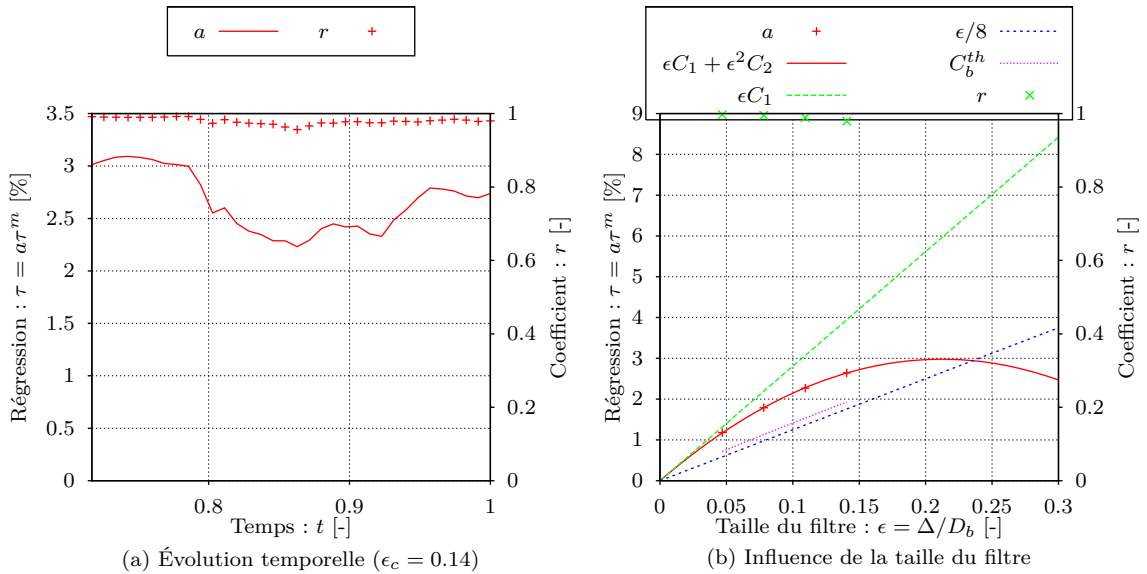 a r
3.5
3
2.5
2
1.5
1
0.5
0
1
0.8
0.6
0.4
0.2
0
0.8 0.9 1
Régression : τ = aτ^m [%]
Coefficient : r [-]
Temps : t [-]
(a) Évolution temporelle (ϵ_c = 0.14)
a
ϵC_1 + ϵ^2C_2
ϵC_1
ϵ/8
C_b^{th}
r
9
8
7
6
5
4
3
2
1
0
1
0.8
0.6
0.4
0.2
0
0 0.05 0.1 0.15 0.2 0.25 0.3
Régression : τ = aτ^m [%]
Coefficient : r [-]
Taille du filtre : ϵ = Δ/D_b [-]
(b) Influence de la taille du filtre